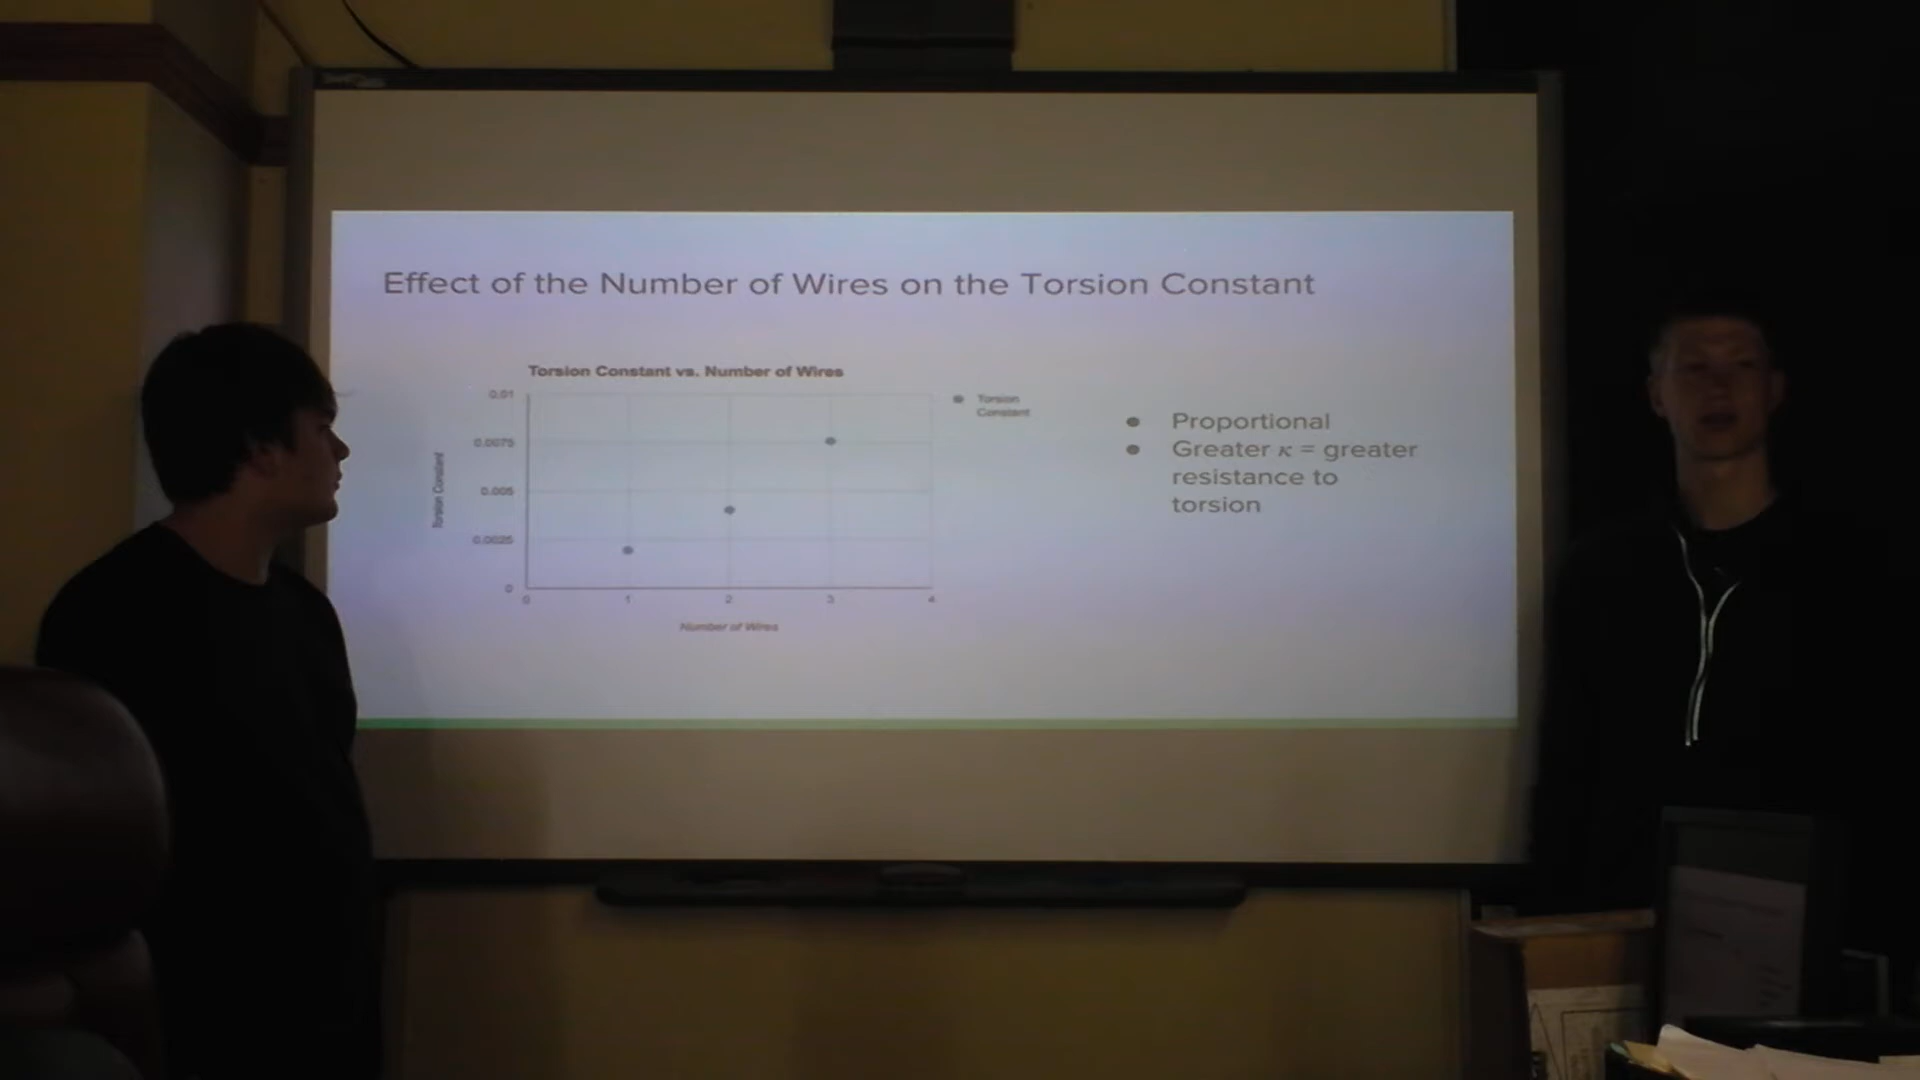 Effect of the Number of Wires on the Torsion Constant
Torsion Constant vs. Number of Wires
0.01
0.0075
0.005
0.0025
0
Torsion Constant
0 1 2 3 4
Number of Wires
Torsion
Constant
● Proportional
● Greater κ = greater
resistance to
torsion